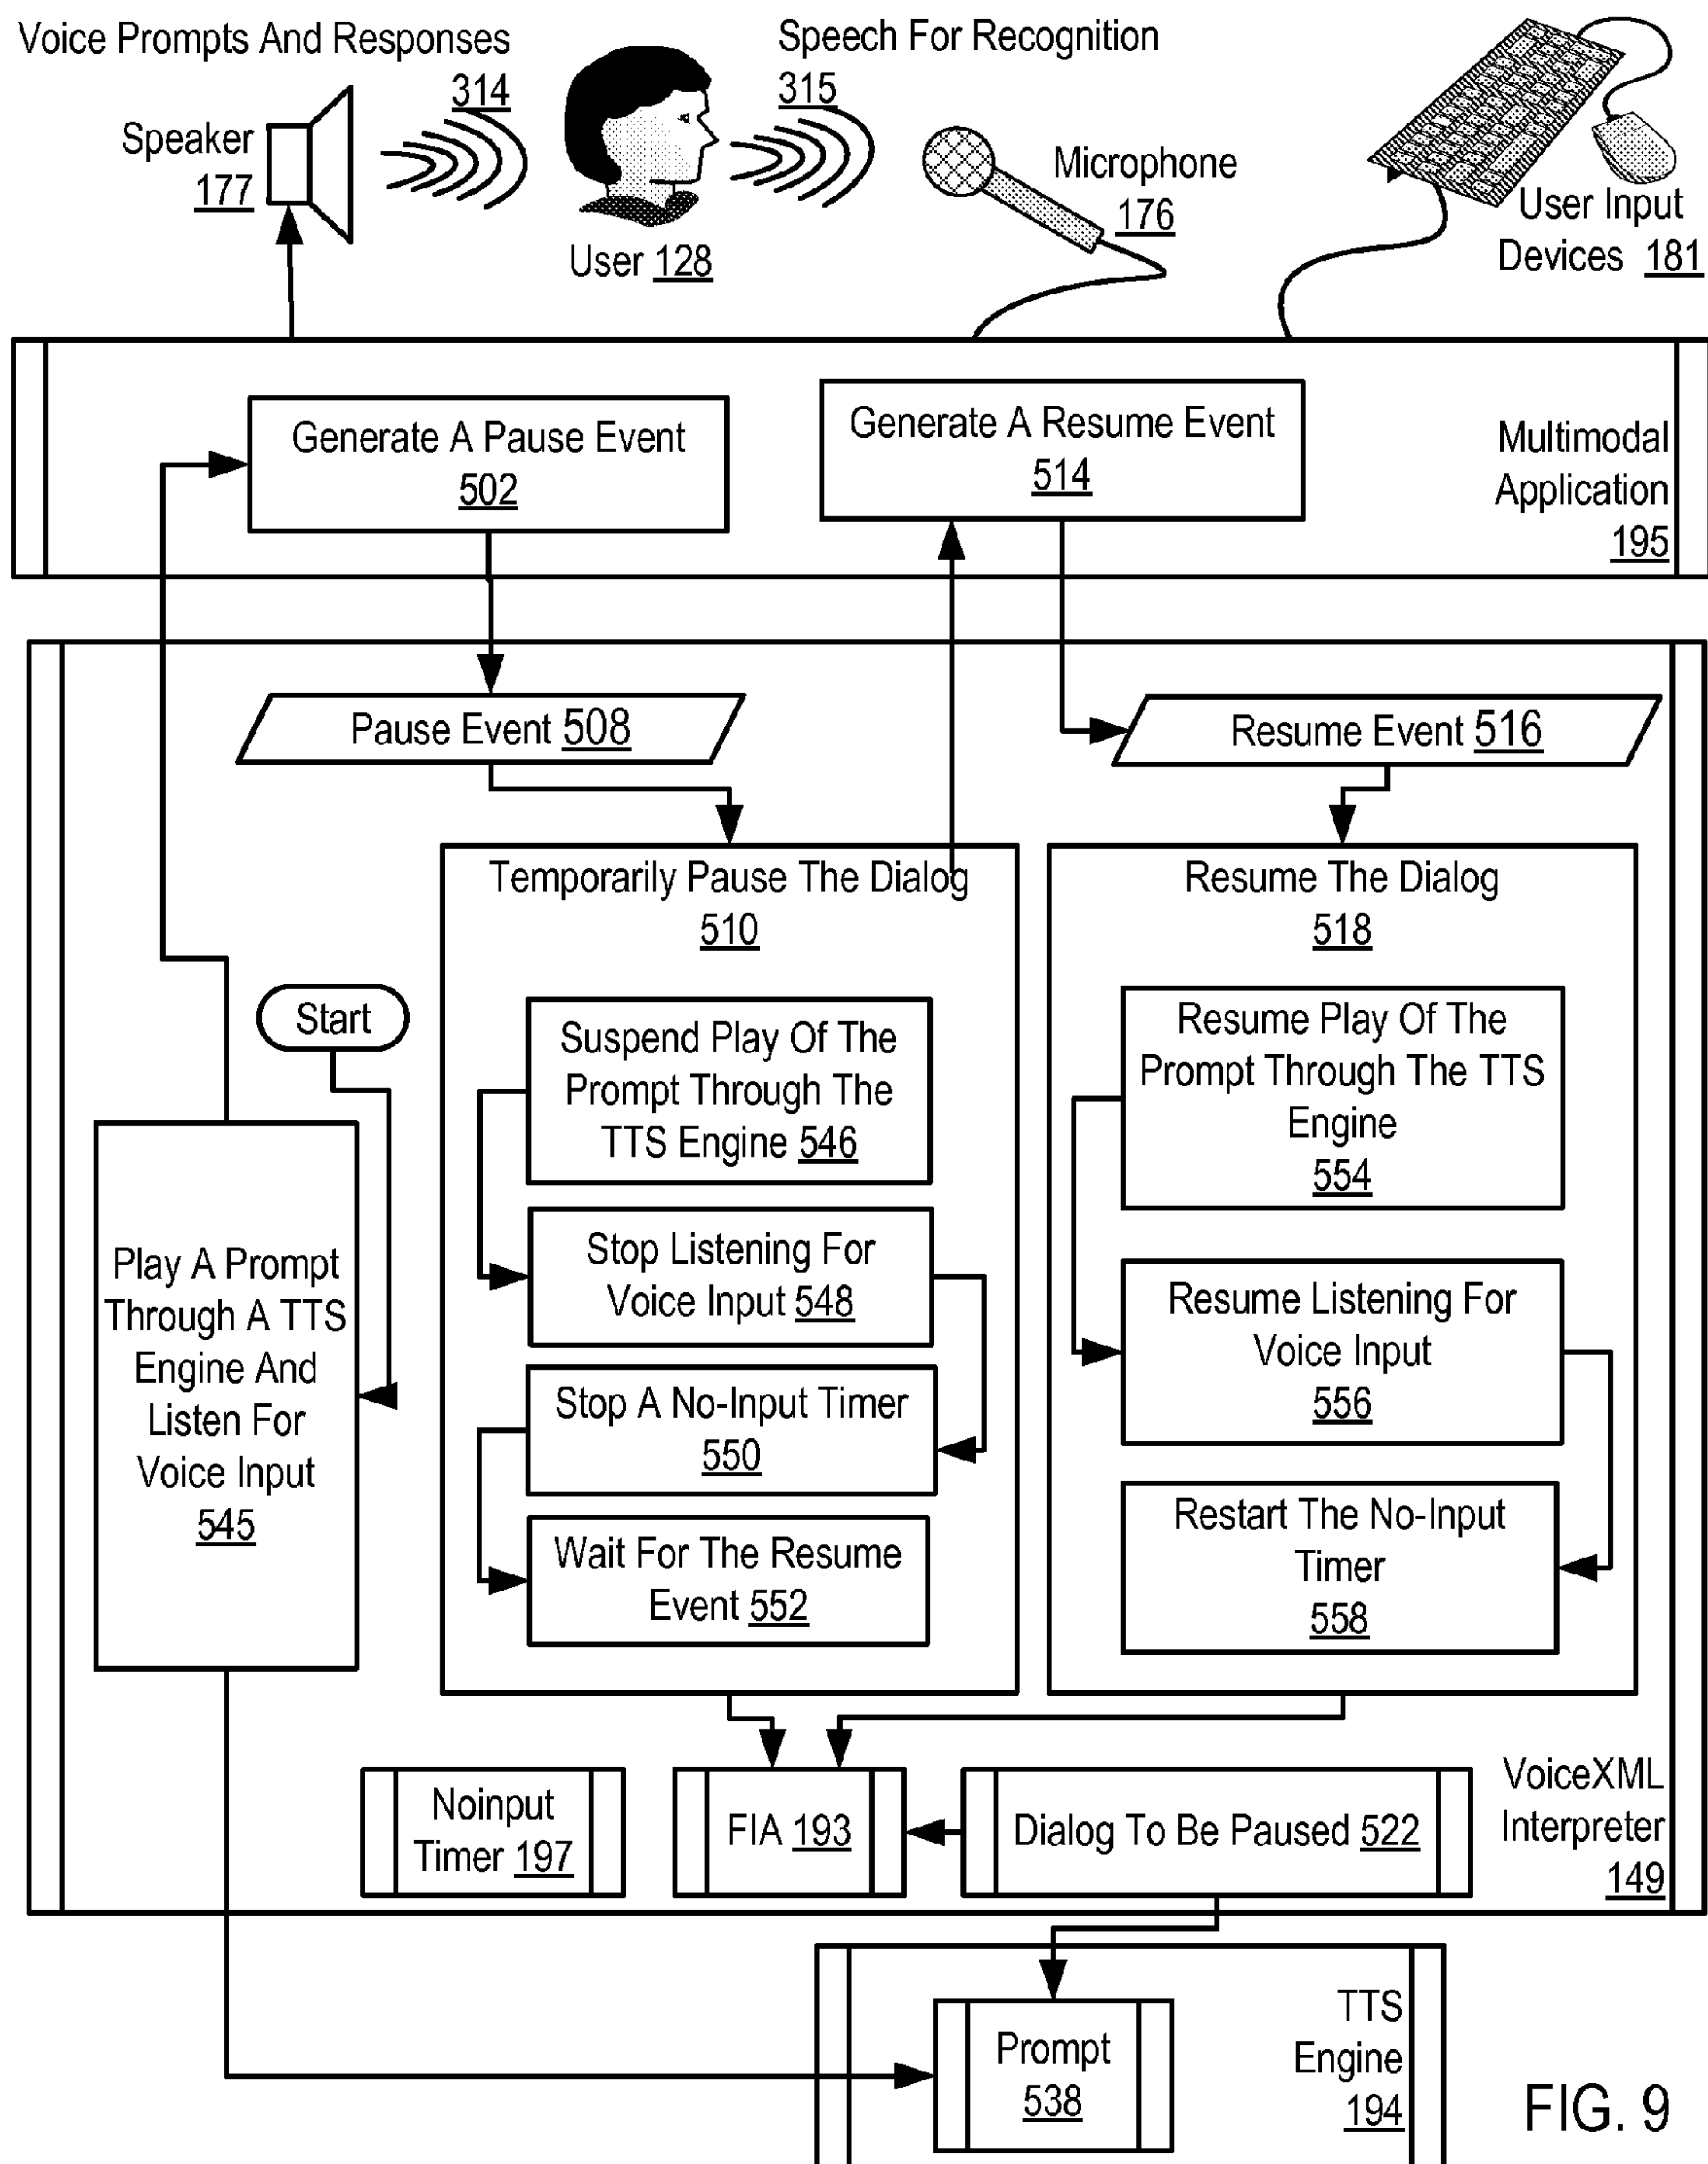 Voice Prompts And Responses
314
Speech For Recognition
315
Speaker
177
User 128
Microphone
176
User Input
Devices 181
Generate A Pause Event
502
Generate A Resume Event
514
Multimodal
Application
195
Pause Event 508
Resume Event 516
Temporarily Pause The Dialog
510
Resume The Dialog
518
Start
Suspend Play Of The
Prompt Through The
TTS Engine 546
Resume Play Of The
Prompt Through The TTS
Engine
554
Play A Prompt
Through A TTS
Engine And
Listen For
Voice Input
545
Stop Listening For
Voice Input 548
Resume Listening For
Voice Input
556
Stop A No-Input Timer
550
Restart The No-Input
Timer
558
Wait For The Resume
Event 552
Noinput
Timer 197
FIA 193
Dialog To Be Paused 522
VoiceXML
Interpreter
149
Prompt
538
TTS
Engine
194
FIG. 9